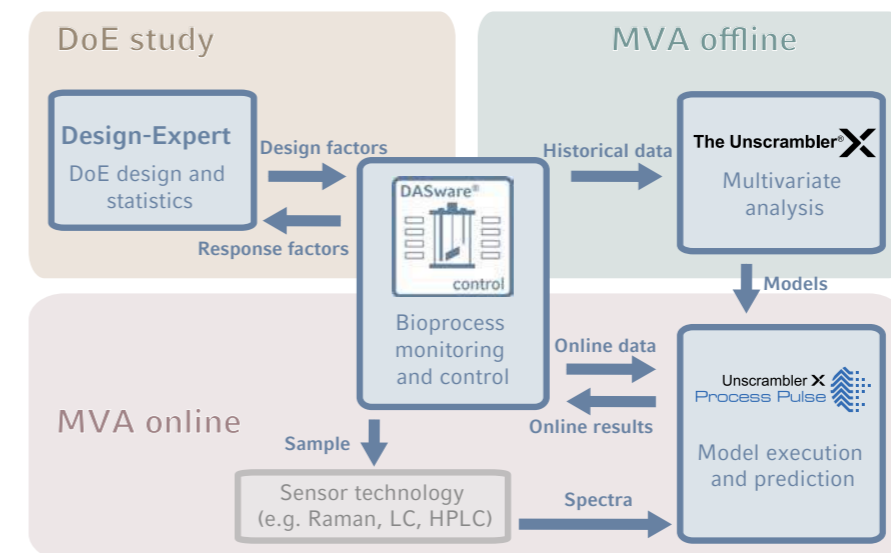 DoE study
MVA offline
Design-Expert
DoE design and
statistics
Design factors
Response factors
DASware®
control
Bioprocess
monitoring
and control
Historical data
The Unscrambler® X
Multivariate
analysis
Models
MVA online
Online data
Online results
Unscrambler X
Process Pulse
Model execution
and prediction
Sample
Sensor technology
(e.g. Raman, LC, HPLC)
Spectra